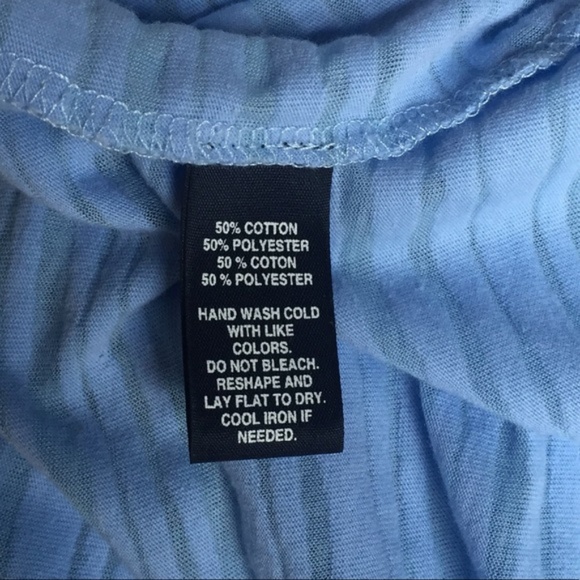 50% COTTON
50% POLYESTER
50 % COTON
50 % POLYESTER
HAND WASH COLD
WITH LIKE
COLORS.
DO NOT BLEACH.
RESHAPE AND
LAY FLAT TO DRY.
COOL IRON IF
NEEDED.